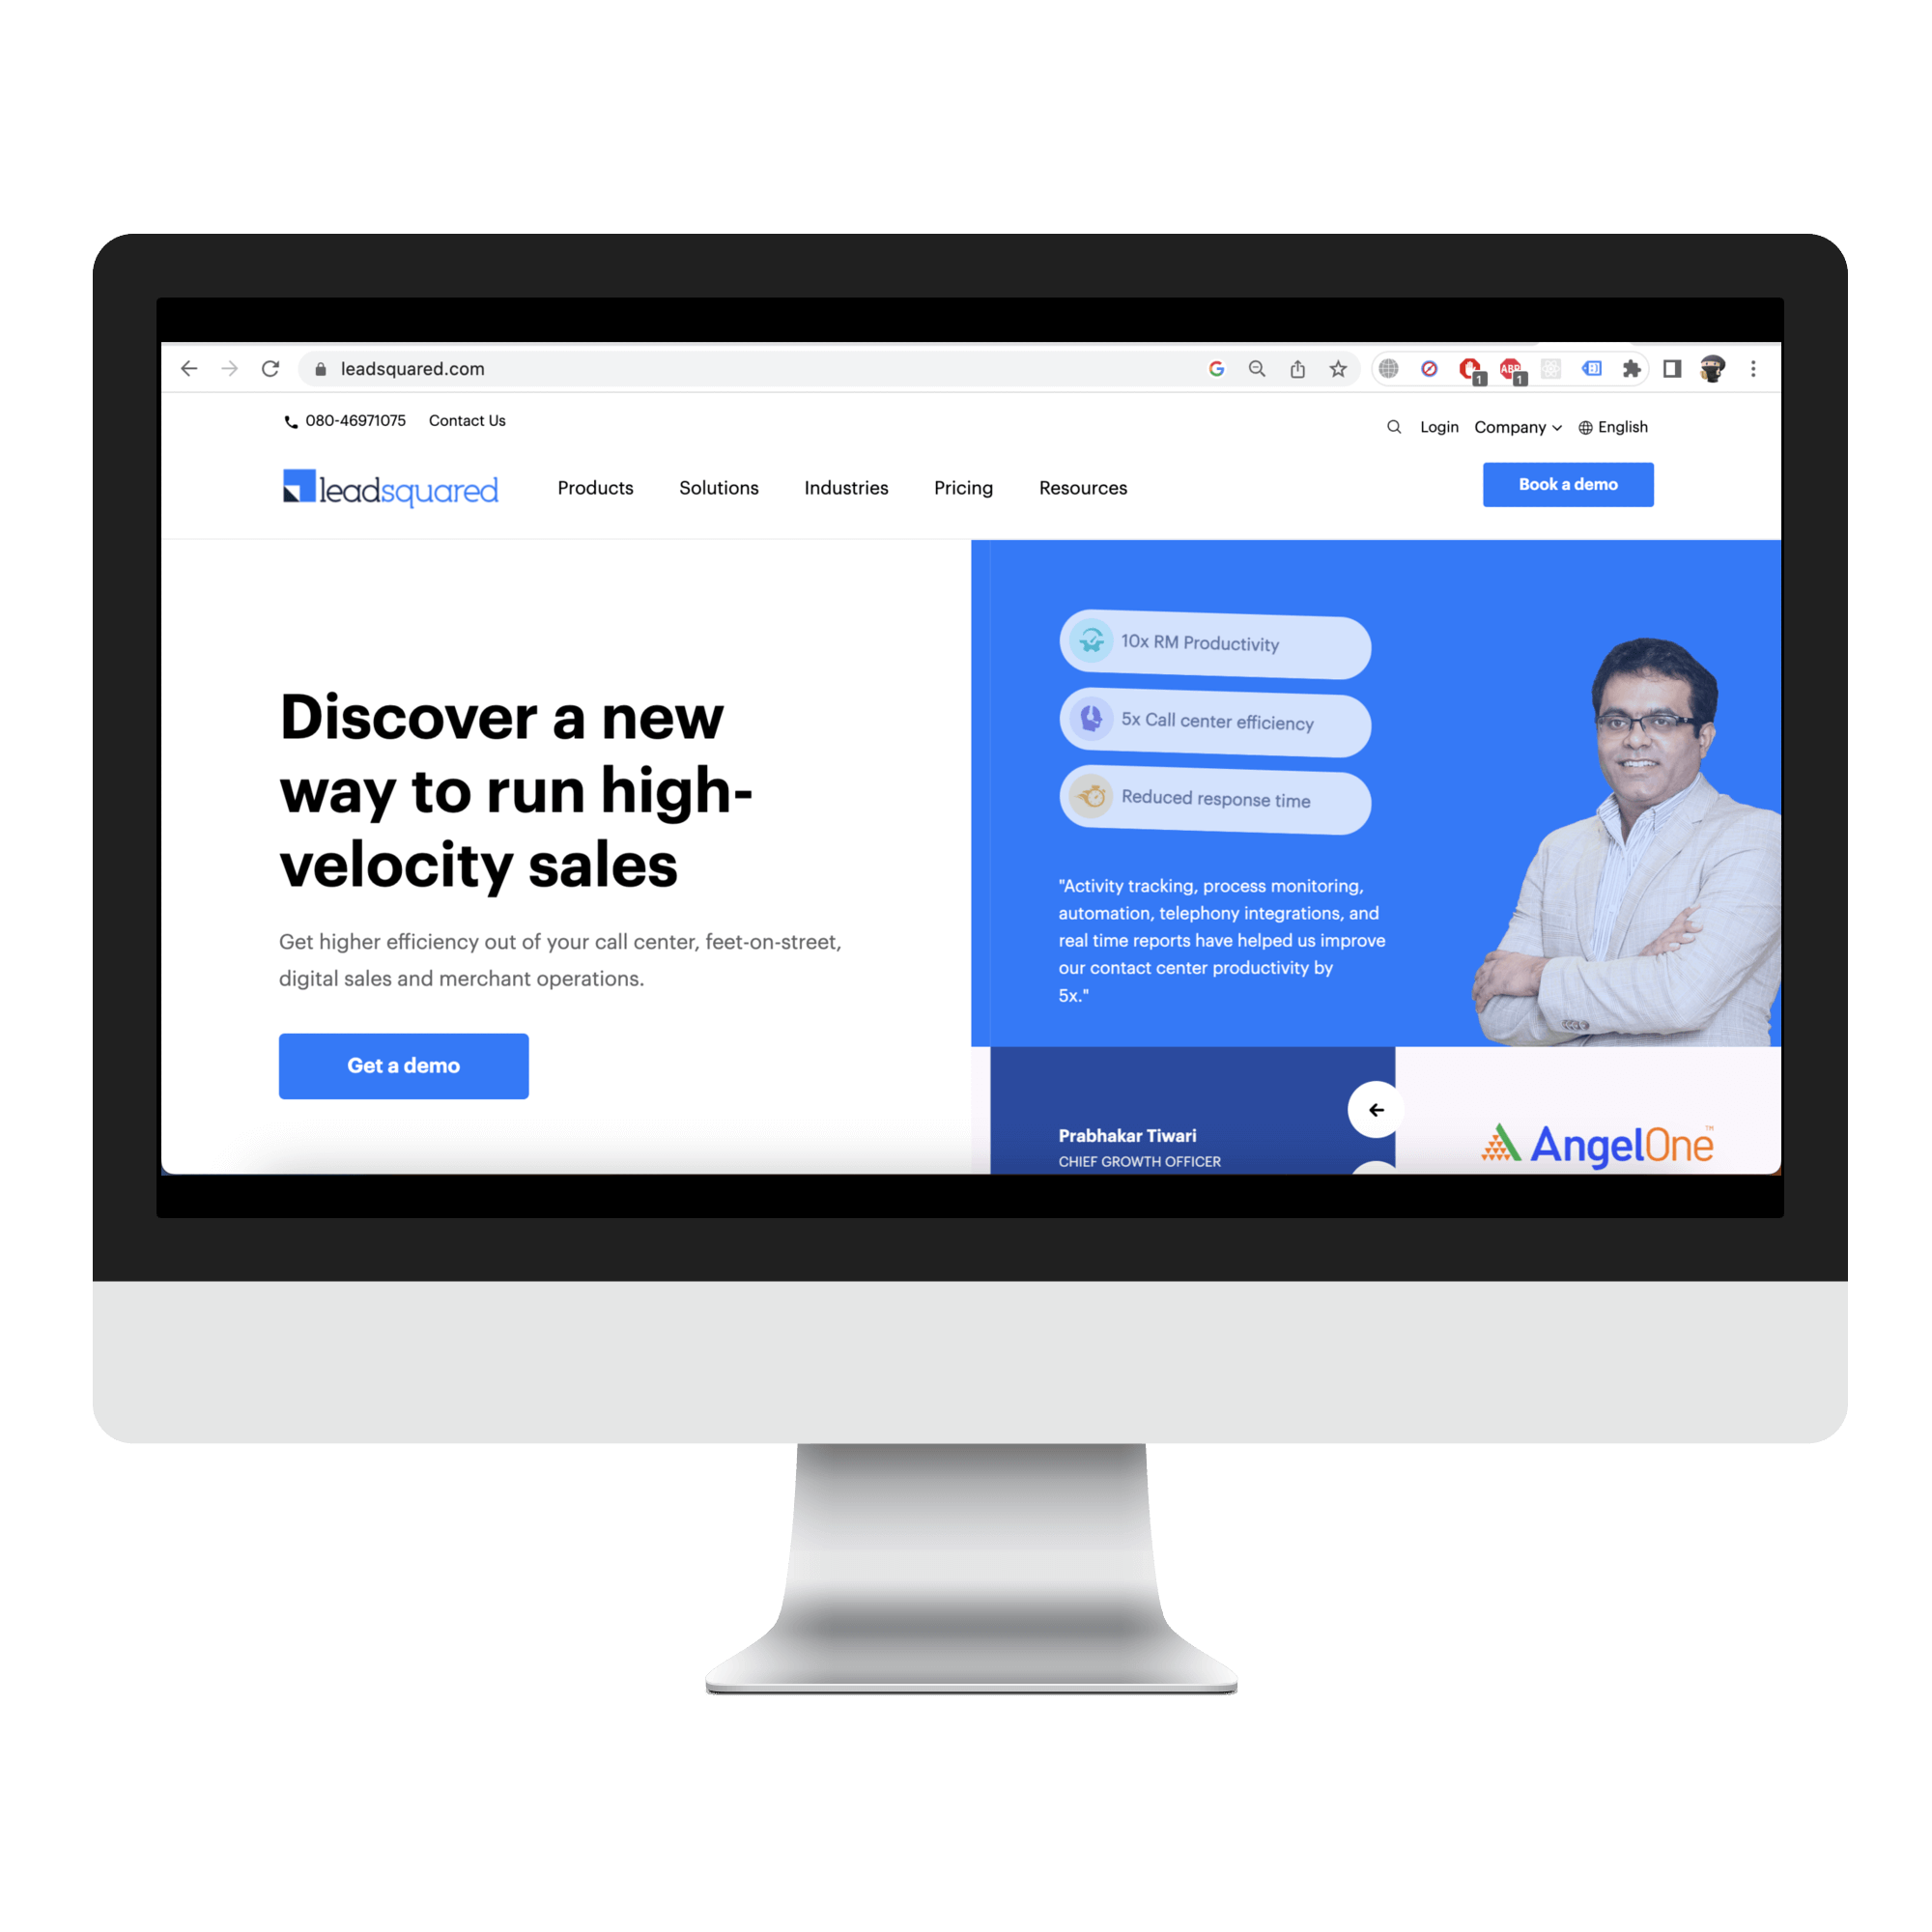 leadsquared.com
1
ABP
1
080-46971075 Contact Us
Login Company English
leadsquared Products Solutions Industries Pricing Resources Book a demo
Discover a new
way to run high-
velocity sales
Get higher efficiency out of your call center, feet-on-street,
digital sales and merchant operations.
Get a demo
10x RM Productivity
5x Call center efficiency
Reduced response time
"Activity tracking, process monitoring,
automation, telephony integrations, and
real time reports have helped us improve
our contact center productivity by
5x."
Prabhakar Tiwari
CHIEF GROWTH OFFICER
AngelOne™